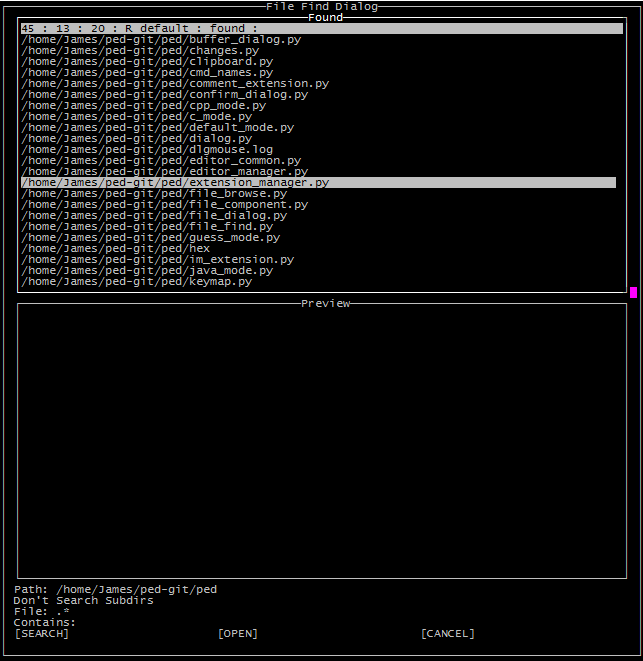 File Find Dialog
Found
45 : 13 : 20 : R default : found :
/home/James/ped-git/ped/buffer_dialog.py
/home/James/ped-git/ped/changes.py
/home/James/ped-git/ped/clipboard.py
/home/James/ped-git/ped/cmd_names.py
/home/James/ped-git/ped/comment_extension.py
/home/James/ped-git/ped/confirm_dialog.py
/home/James/ped-git/ped/cpp_mode.py
/home/James/ped-git/ped/c_mode.py
/home/James/ped-git/ped/default_mode.py
/home/James/ped-git/ped/dialog.py
/home/James/ped-git/ped/dlgmouse.log
/home/James/ped-git/ped/editor_common.py
/home/James/ped-git/ped/editor_manager.py
/home/James/ped-git/ped/extension_manager.py
/home/James/ped-git/ped/file_browse.py
/home/James/ped-git/ped/file_component.py
/home/James/ped-git/ped/file_dialog.py
/home/James/ped-git/ped/file_find.py
/home/James/ped-git/ped/guess_mode.py
/home/James/ped-git/ped/hex
/home/James/ped-git/ped/im_extension.py
/home/James/ped-git/ped/java_mode.py
/home/James/ped-git/ped/keymap.py
Preview
Path: /home/James/ped-git/ped
Don't Search Subdirs
File: .*
Contains:
[SEARCH] [OPEN] [CANCEL]